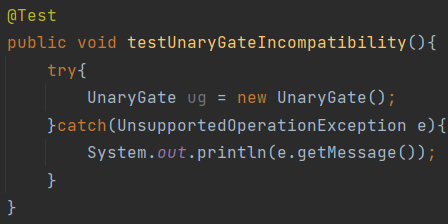 @Test
public void testUnaryGateIncompatibility(){
    try{
        UnaryGate ug = new UnaryGate();
    }catch(UnsupportedOperationException e){
        System.out.println(e.getMessage());
    }
}